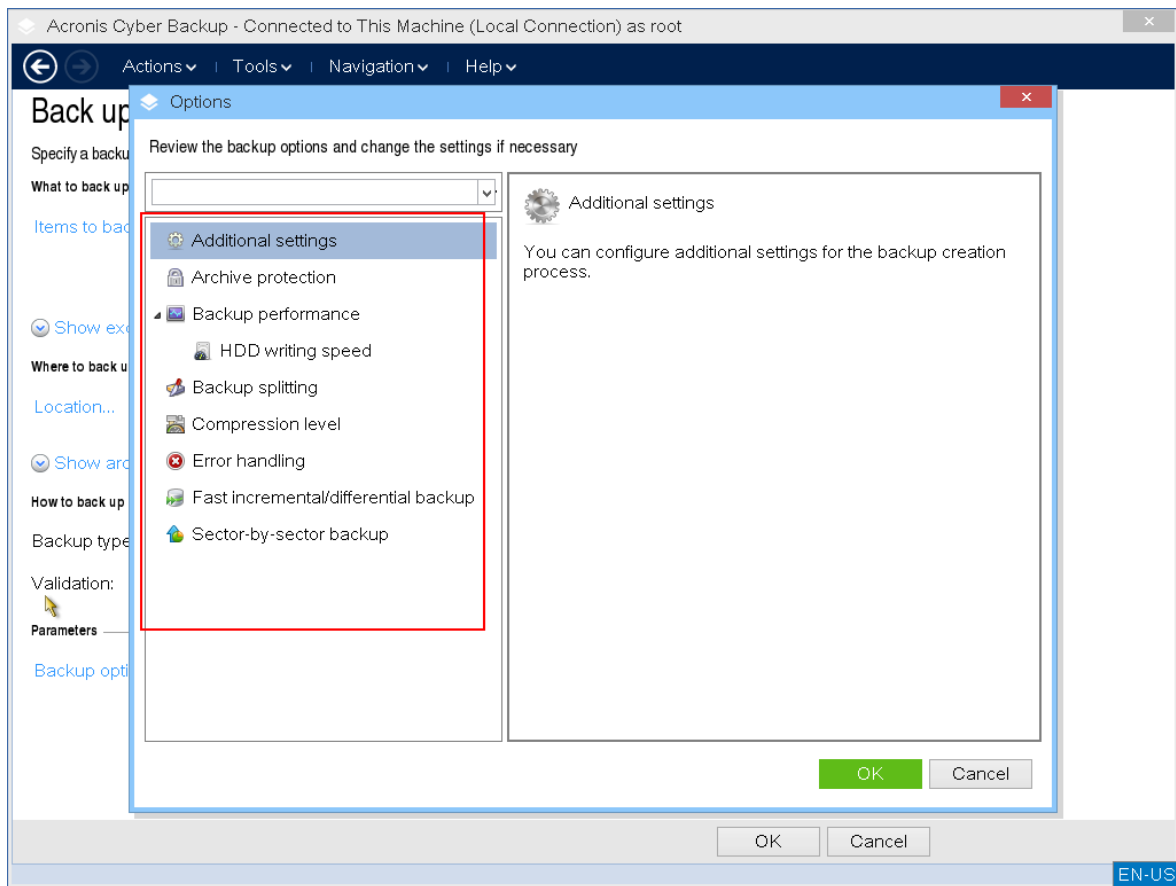 Acronis Cyber Backup - Connected to This Machine (Local Connection) as root
Actions Tools Navigation Help
Back up
Options
Review the backup options and change the settings if necessary
Specify a backu
What to back up
Items to bac
Show exc
Where to back u
Location...
Show arc
How to back up
Backup type
Validation:
Parameters
Backup opti
Additional settings
Archive protection
Backup performance
HDD writing speed
Backup splitting
Compression level
Error handling
Fast incremental/differential backup
Sector-by-sector backup
Additional settings
You can configure additional settings for the backup creation
process.
OK Cancel
OK Cancel
EN-US